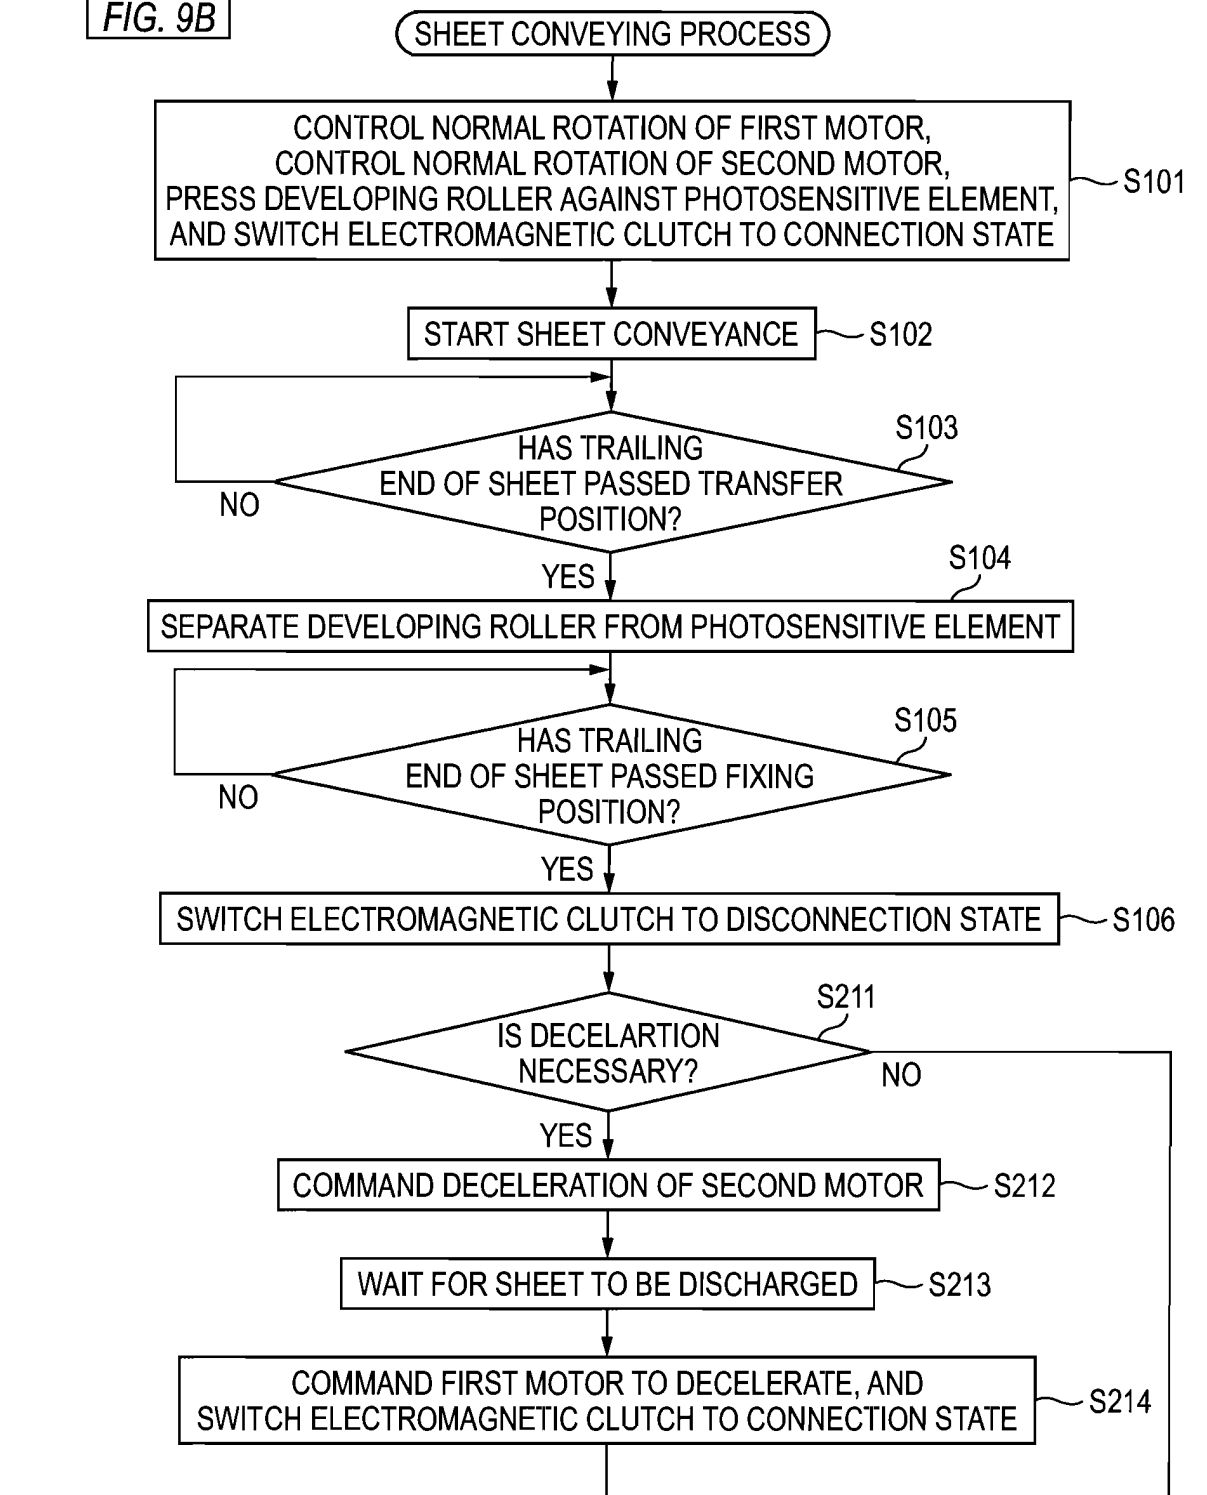 FIG. 9B
SHEET CONVEYING PROCESS
CONTROL NORMAL ROTATION OF FIRST MOTOR,
CONTROL NORMAL ROTATION OF SECOND MOTOR,
PRESS DEVELOPING ROLLER AGAINST PHOTOSENSITIVE ELEMENT,
AND SWITCH ELECTROMAGNETIC CLUTCH TO CONNECTION STATE
S101
START SHEET CONVEYANCE
S102
S103
HAS TRAILING
END OF SHEET PASSED TRANSFER
POSITION?
NO
YES
S104
SEPARATE DEVELOPING ROLLER FROM PHOTOSENSITIVE ELEMENT
S105
HAS TRAILING
END OF SHEET PASSED FIXING
POSITION?
NO
YES
SWITCH ELECTROMAGNETIC CLUTCH TO DISCONNECTION STATE
S106
S211
IS DECELARTION
NECESSARY?
NO
YES
COMMAND DECELERATION OF SECOND MOTOR
S212
WAIT FOR SHEET TO BE DISCHARGED
S213
COMMAND FIRST MOTOR TO DECELERATE, AND
SWITCH ELECTROMAGNETIC CLUTCH TO CONNECTION STATE
S214